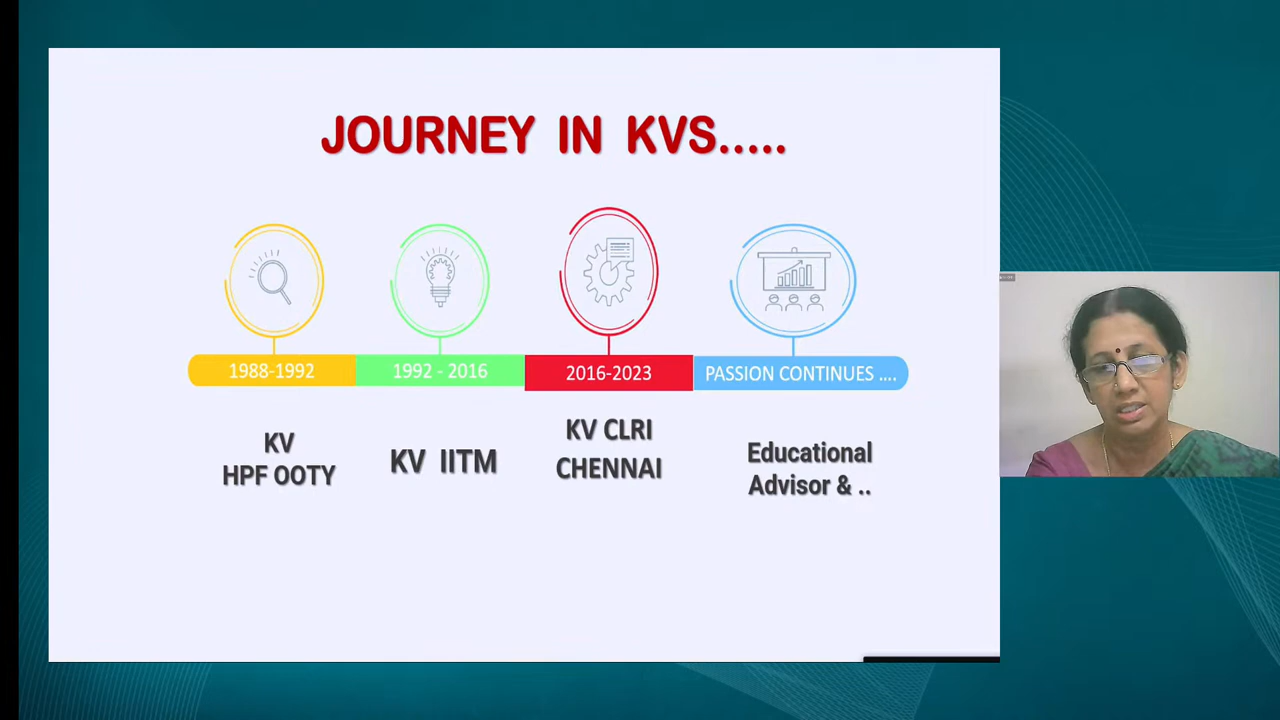 JOURNEY IN KVS.....
1988-1992
1992 - 2016
2016-2023
PASSION CONTINUES ....
KV
HPF OOTY
KV IITM
KV CLRI
CHENNAI
Educational
Advisor & ..